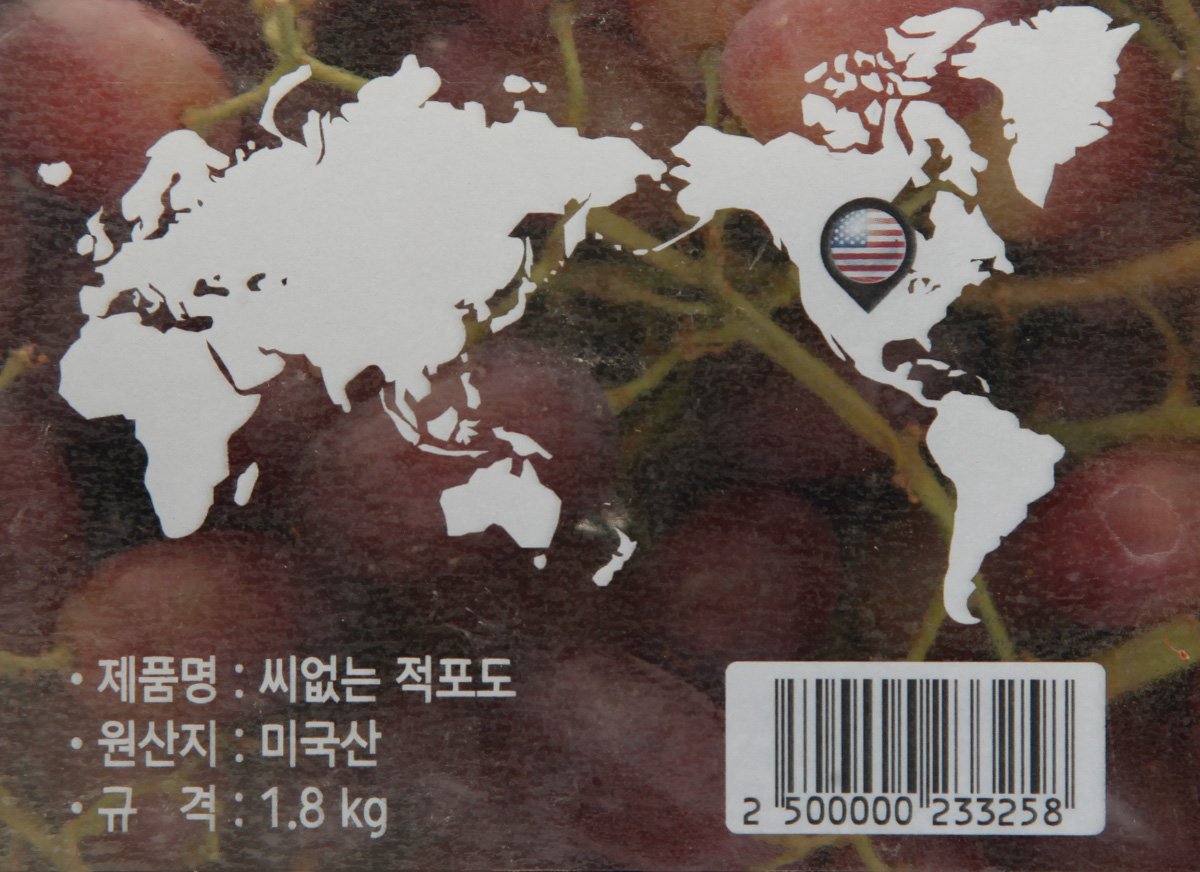 · 제품명 : 씨없는 적포도
· 원산지 : 미국산
· 규 격 : 1.8 kg
2 500000 233258